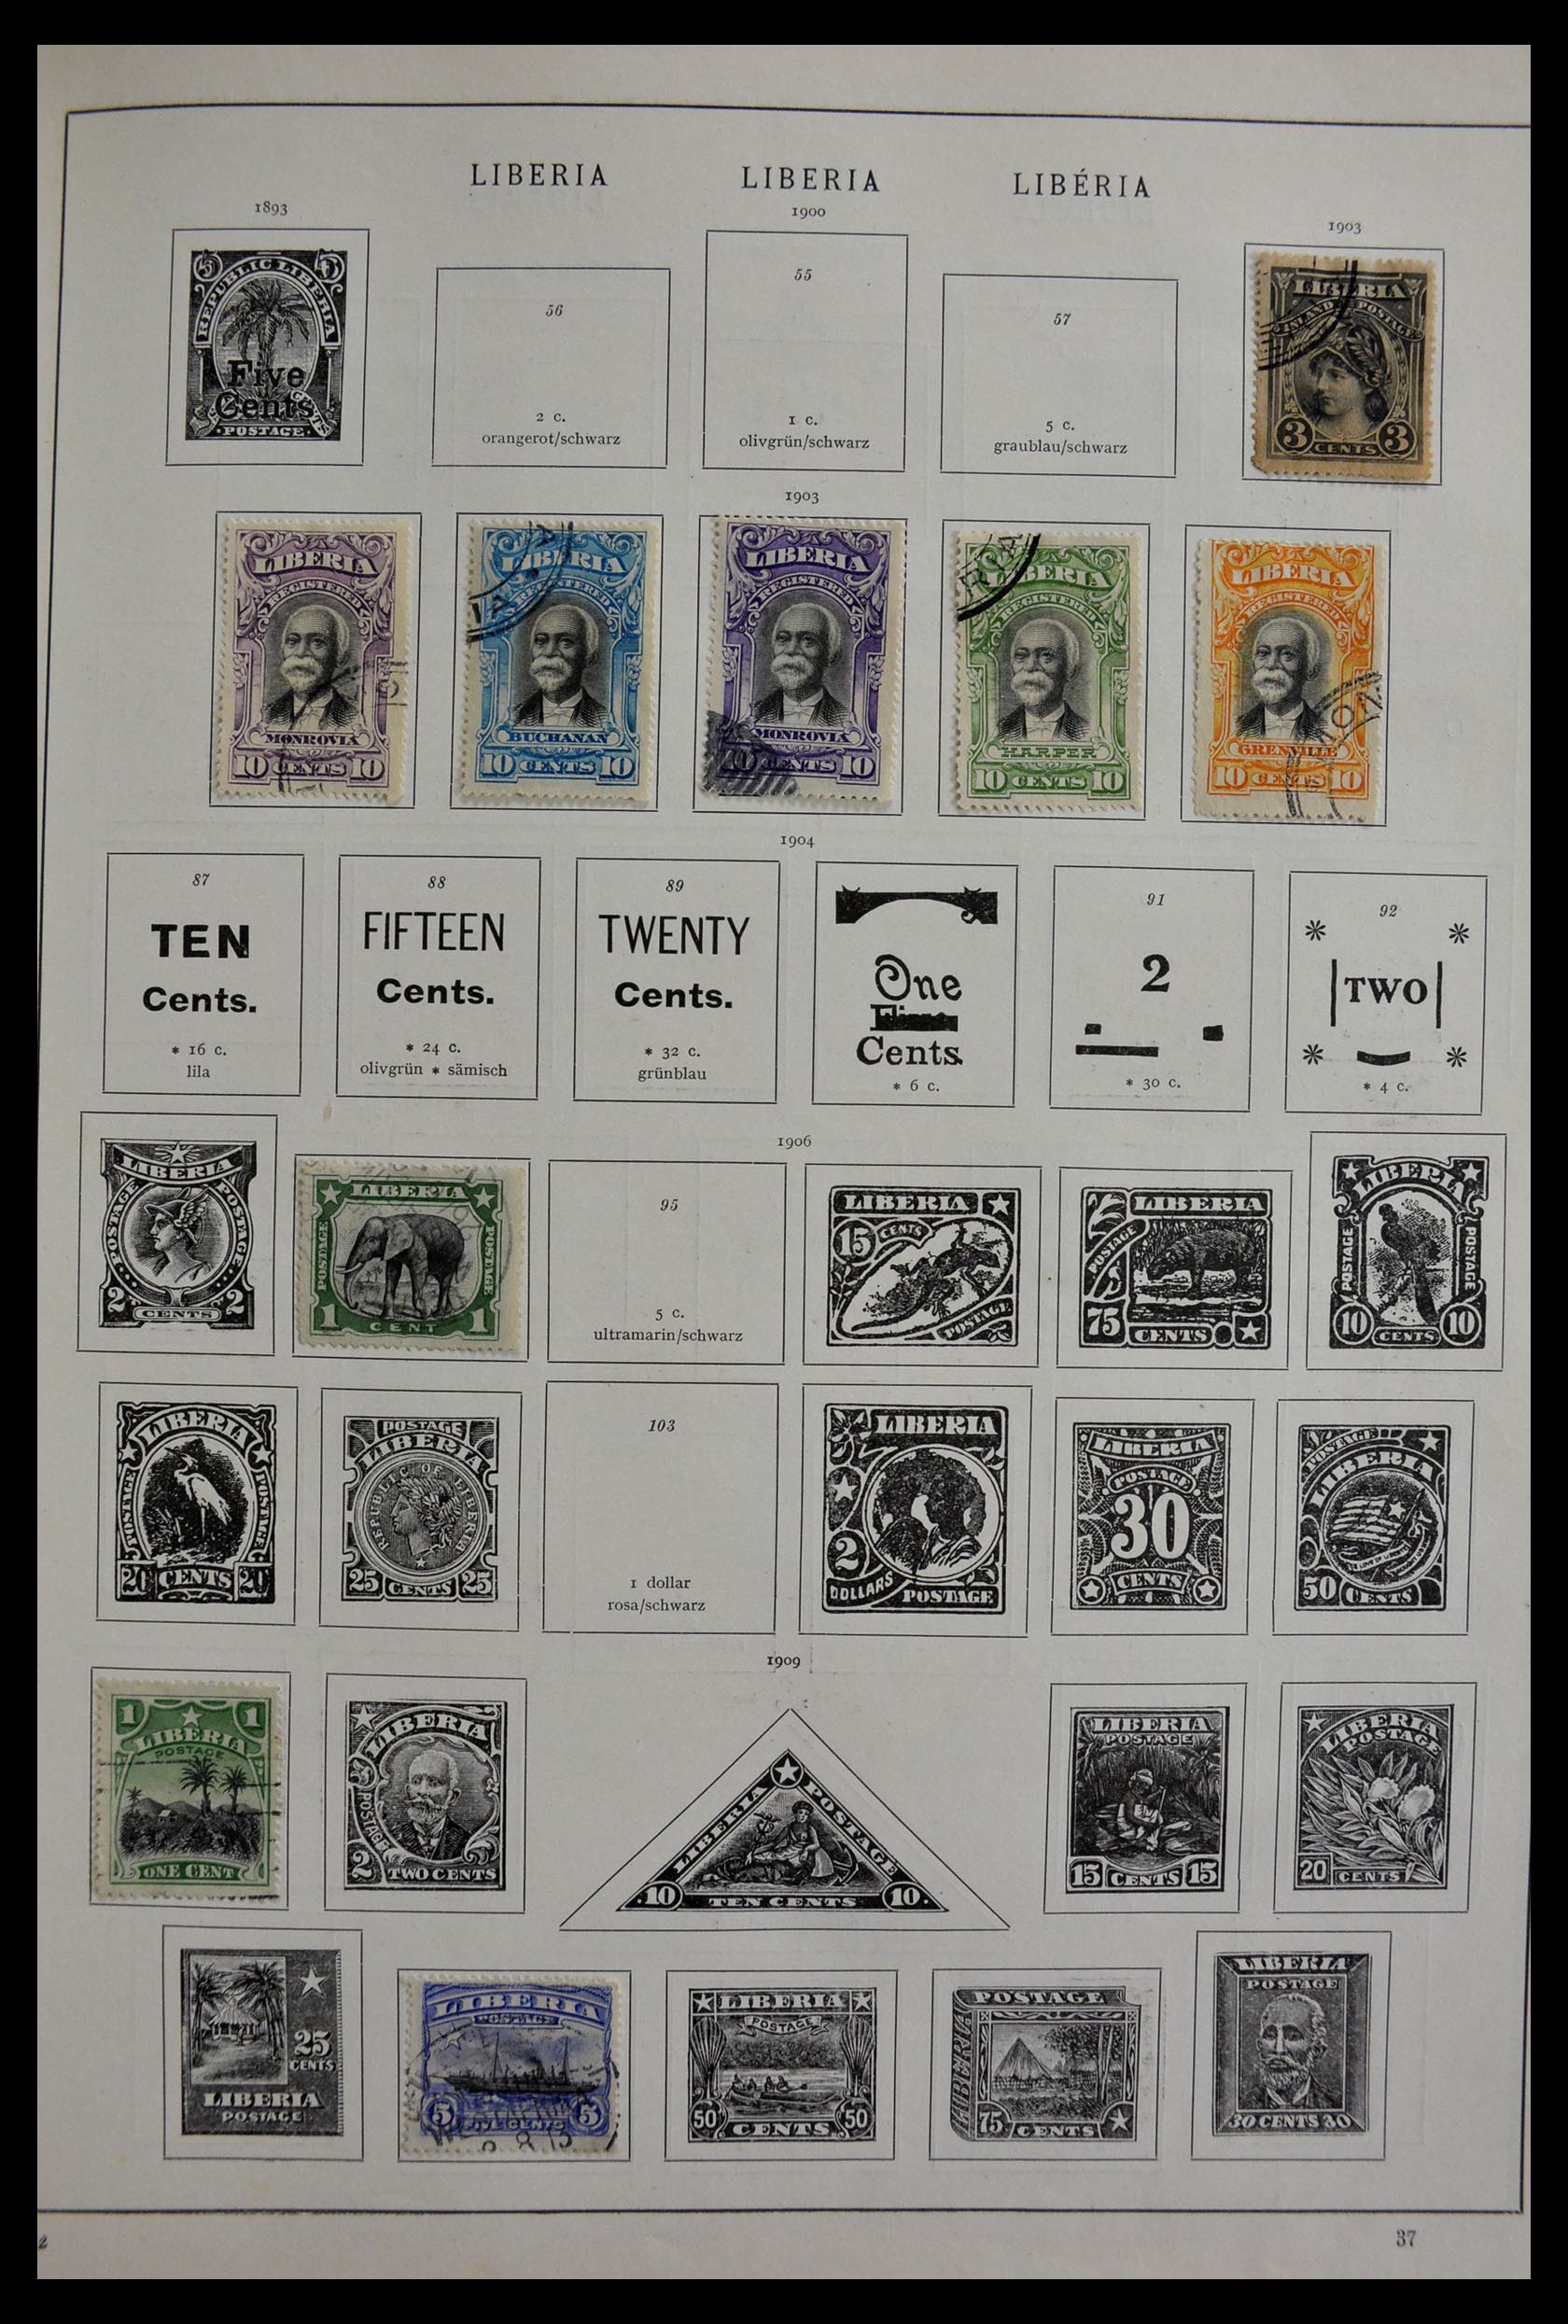 LIBERIA LIBERIA LIBÉRIA
1893 1900 1903
5 5
REPUBLIC LIBERIA
Five
Cents
POSTAGE
56
2 c.
orangerot/schwarz
55
1 c.
olivgrün/schwarz
57
5 c.
graublau/schwarz
LIBERIA
INLAND POSTAGE
3 CENTS 3
1903
LIBERIA
REGISTERED
MONROVIA
10 CENTS 10
LIBERIA
REGISTERED
BUCHANAN
10 CENTS 10
LIBERIA
REGISTERED
MONROVIA
10 CENTS 10
LIBERIA
REGISTERED
HARPER
10 CENTS 10
LIBERIA
REGISTERED
GRENVILLE
10 CENTS 10
1904
87
TEN
Cents.
* 16 c.
lila
88
FIFTEEN
Cents.
* 24 c.
olivgrün * sämisch
89
TWENTY
Cents.
* 32 c.
grünblau
One
Cents
* 6 c.
91
2
* 30 c.
92
* *
TWO
* *
* 4 c.
1906
LIBERIA
POSTAGE POSTAGE
2 CENTS 2
LIBERIA
POSTAGE POSTAGE
1 CENT 1
95
5 c.
ultramarin/schwarz
LIBERIA
15 CENTS
POSTAGE
LIBERIA
POSTAGE
75 CENTS
LIBERIA
POSTAGE POSTAGE
10 CENTS 10
LIBERIA
POSTAGE POSTAGE
20 CENTS 20
POSTAGE
LIBERIA
REPUBLIC OF LIBERIA
25 CENTS 25
103
1 dollar
rosa/schwarz
LIBERIA
2
DOLLARS POSTAGE
LIBERIA
POSTAGE
30
CENTS
POSTAGE
LIBERIA
50 CENTS
1909
1 1
LIBERIA
POSTAGE
ONE CENT
LIBERIA
POSTAGE
2 TWO CENTS
LIBERIA POSTAGE
10 TEN CENTS 10
LIBERIA
POSTAGE
15 CENTS 15
LIBERIA
POSTAGE
20 CENTS
25
CENTS
LIBERIA
POSTAGE
LIBERIA
POSTAGE
5 FIVE CENTS 5
LIBERIA
POSTAGE
50 50
CENTS
POSTAGE
LIBERIA
75 CENTS
LIBERIA
POSTAGE
30 CENTS 30
2 37